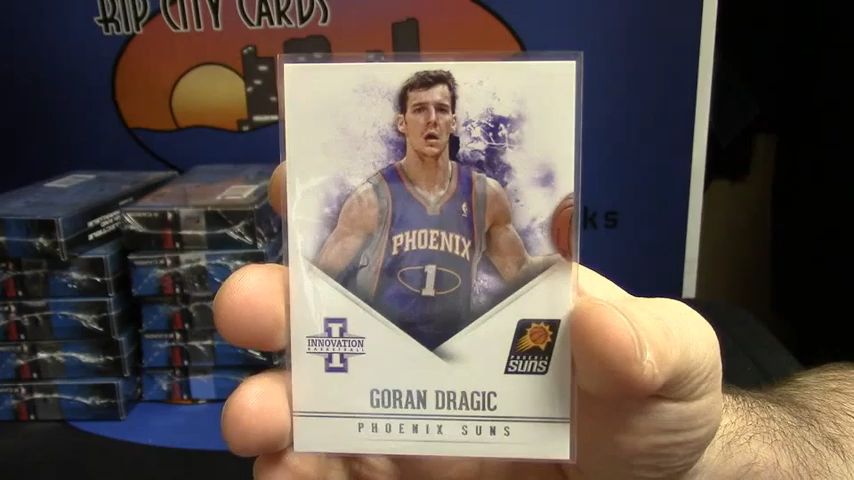 RIP CITY CARDS
PHOENIX
1
INNOVATION
BASKETBALL
PHOENIX
SUNS
GORAN DRAGIC
PHOENIX SUNS